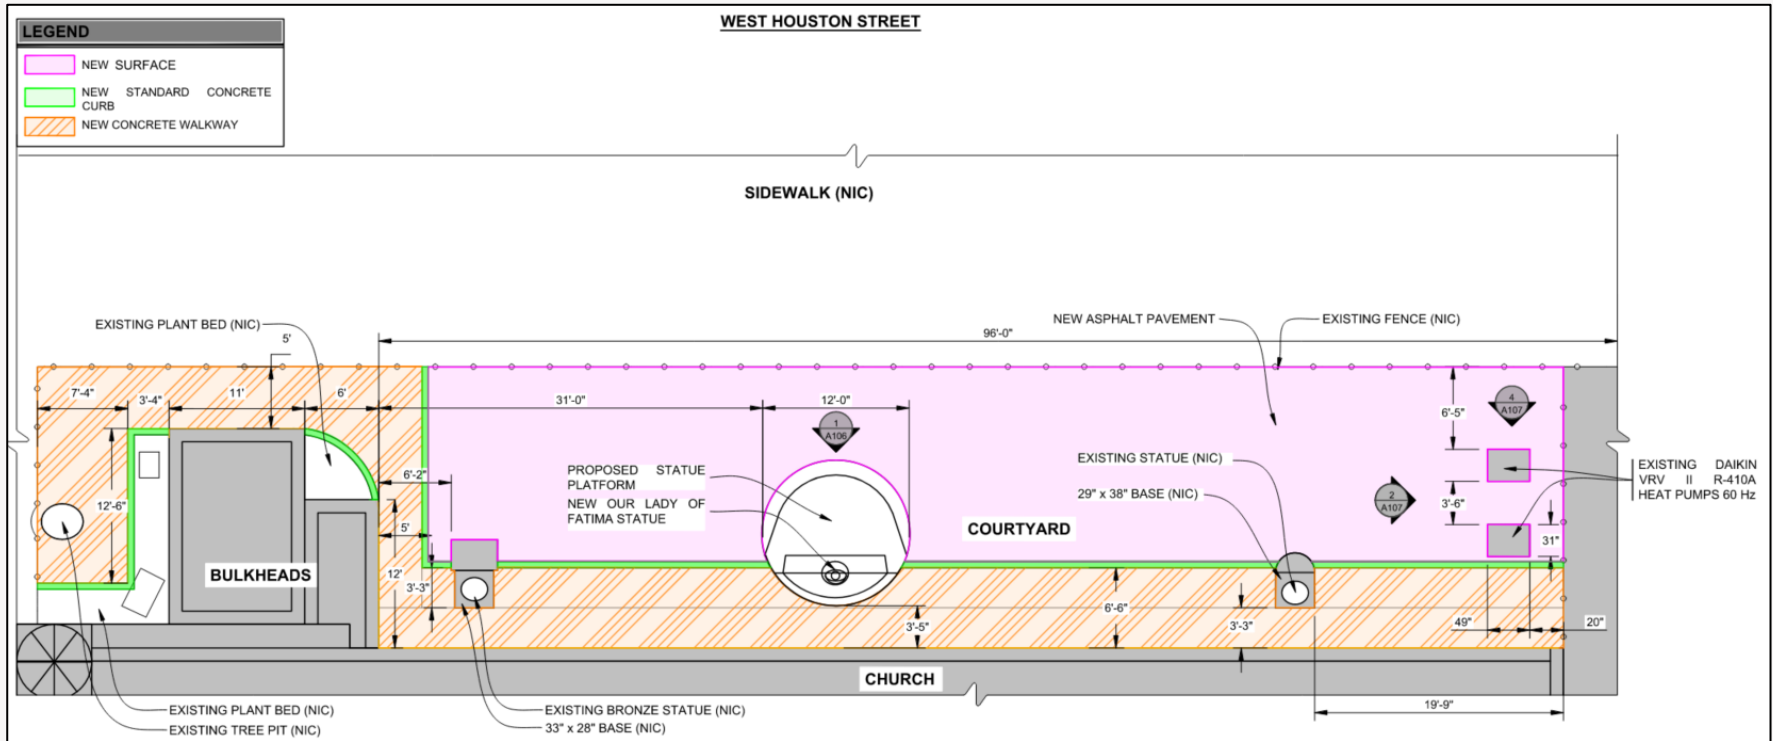 WEST HOUSTON STREET
LEGEND
NEW SURFACE
NEW STANDARD CONCRETE
CURB
NEW CONCRETE WALKWAY
SIDEWALK (NIC)
EXISTING PLANT BED (NIC)
5'
NEW ASPHALT PAVEMENT
EXISTING FENCE (NIC)
96'-0"
7'-4"
3'-4"
11'
6'
31'-0"
12'-0"
6'-5"
4
A107
1
A106
6'-2"
PROPOSED STATUE
PLATFORM
NEW OUR LADY OF
FATIMA STATUE
EXISTING STATUE (NIC)
29" x 38" BASE (NIC)
EXISTING DAIKIN
VRV II R-410A
HEAT PUMPS 60 Hz
12'-6"
2
A107
3'-6"
5'
COURTYARD
31"
BULKHEADS
12'
3'-3"
6'-6"
3'-5"
3'-3"
49"
20"
CHURCH
EXISTING PLANT BED (NIC)
EXISTING TREE PIT (NIC)
EXISTING BRONZE STATUE (NIC)
33" x 28" BASE (NIC)
19'-9"